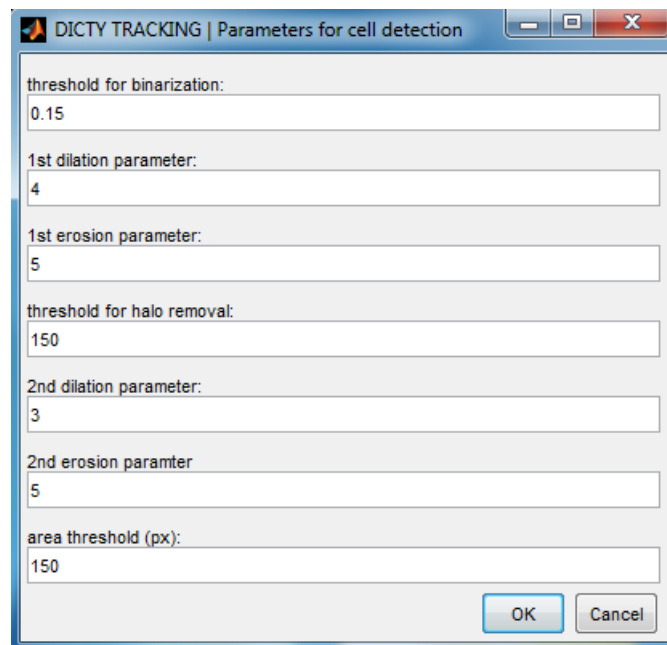 DICTY TRACKING | Parameters for cell detection
threshold for binarization:
0.15
1st dilation parameter:
4
1st erosion parameter:
5
threshold for halo removal:
150
2nd dilation parameter:
3
2nd erosion paramter
5
area threshold (px):
150
OK Cancel